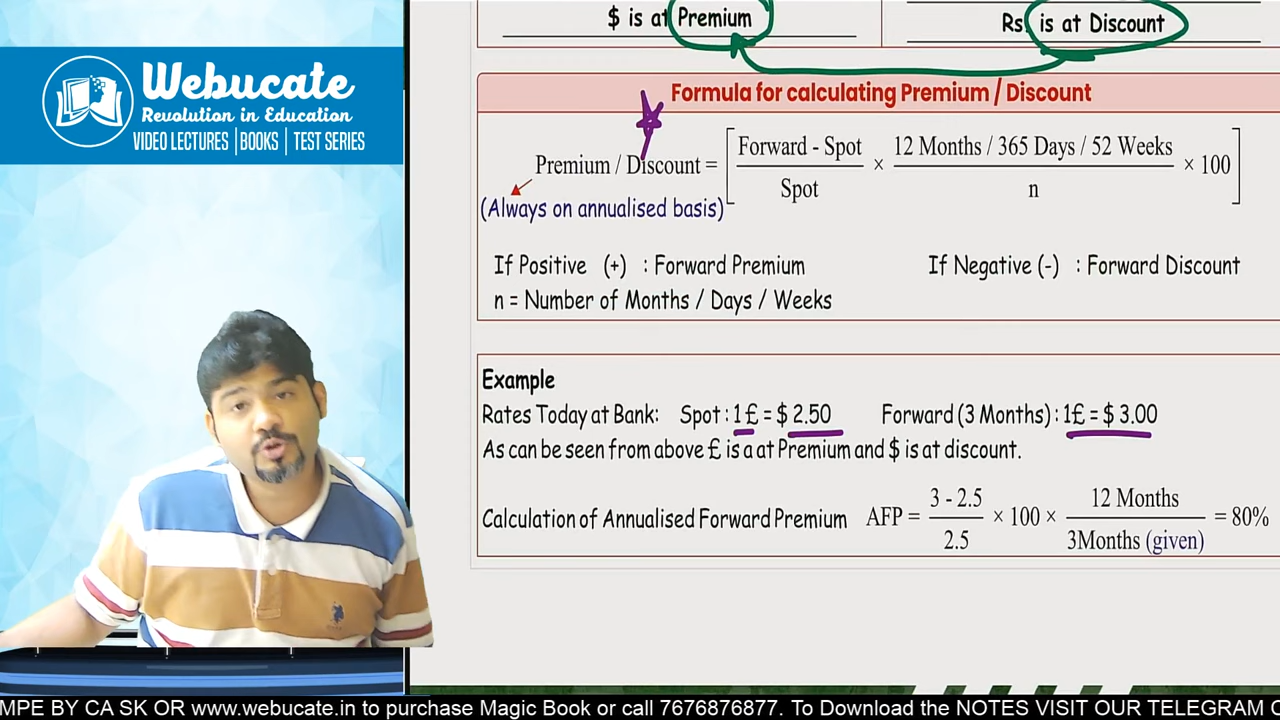 Webucate
Revolution in Education
VIDEO LECTURES | BOOKS | TEST SERIES
$ is at Premium
Rs. is at Discount
Formula for calculating Premium / Discount
Premium / Discount = [ Forward - Spot / Spot × 12 Months / 365 Days / 52 Weeks / n × 100 ]
(Always on annualised basis)
If Positive (+) : Forward Premium If Negative (-) : Forward Discount
n = Number of Months / Days / Weeks
Example
Rates Today at Bank: Spot : 1 £ = $ 2.50 Forward (3 Months) : 1£ = $ 3.00
As can be seen from above £ is a at Premium and $ is at discount.
Calculation of Annualised Forward Premium AFP = 3 - 2.5 / 2.5 × 100 × 12 Months / 3Months (given) = 80%
MPE BY CA SK OR www.webucate.in to purchase Magic Book or call 7676876877. To Download the NOTES VISIT OUR TELEGRAM C